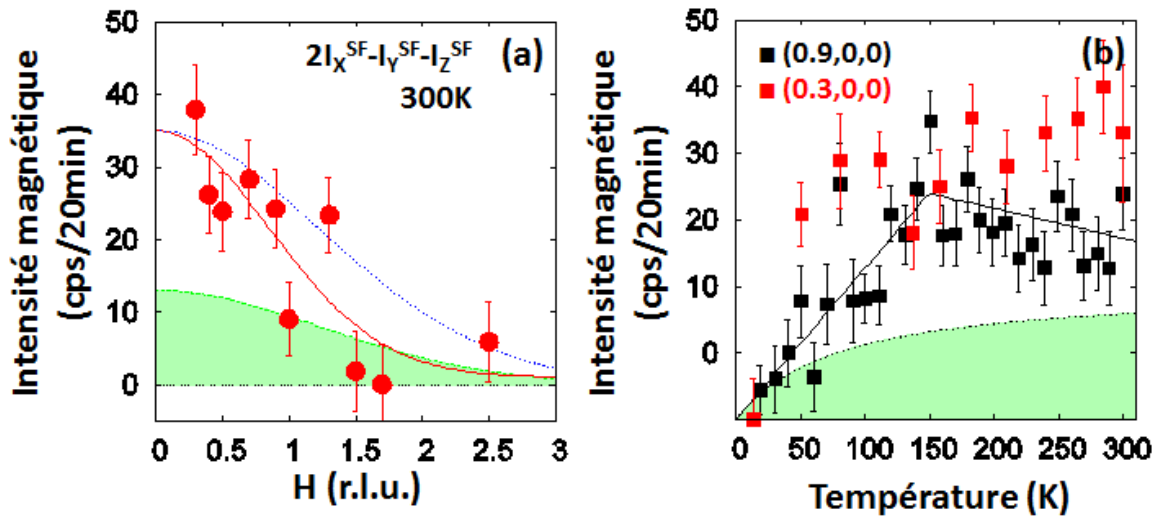 Intensité magnétique
(cps/20min)
50
40
30
20
10
0
2I_X^SF-I_Y^SF-I_Z^SF
300K
(a)
0 0.5 1 1.5 2 2.5 3
H (r.l.u.)
Intensité magnétique
(cps/20min)
50
40
30
20
10
0
(0.9,0,0)
(0.3,0,0)
(b)
0 50 100 150 200 250 300
Température (K)